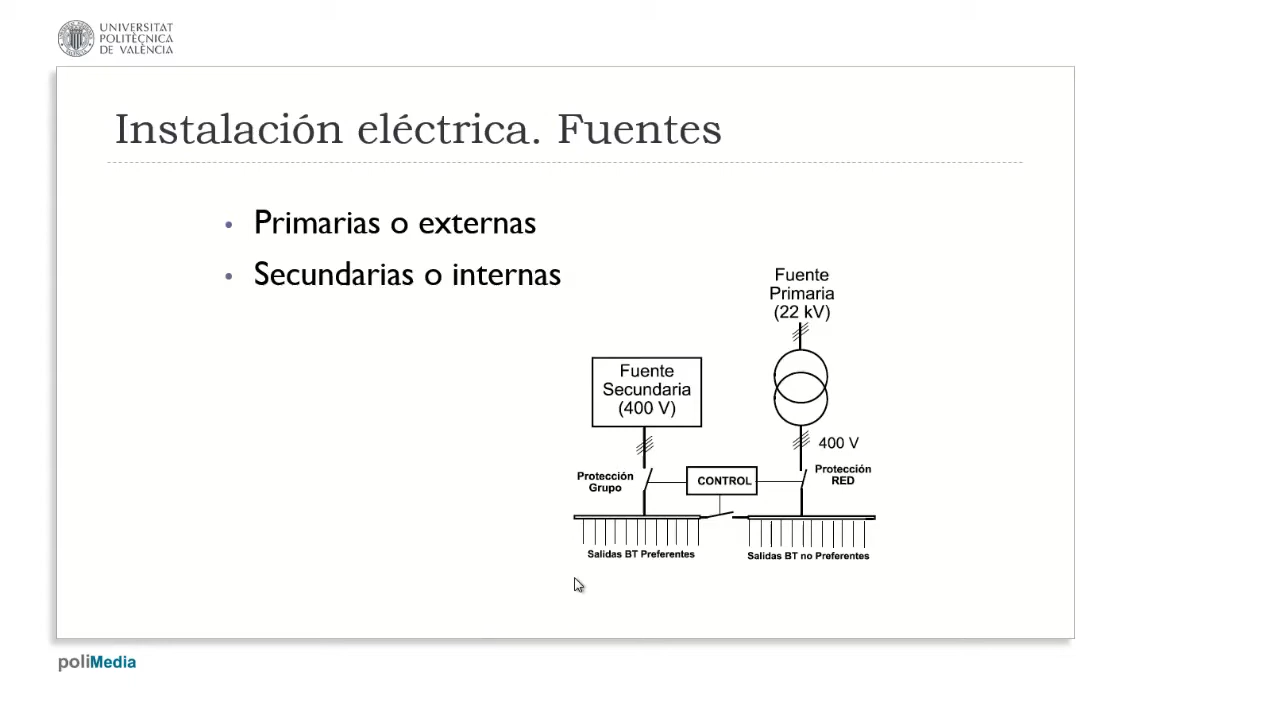 UNIVERSITAT
POLITÈCNICA
DE VALÈNCIA
Instalación eléctrica. Fuentes
• Primarias o externas
• Secundarias o internas
Fuente
Primaria
(22 kV)
Fuente
Secundaria
(400 V)
400 V
Protección
Grupo
CONTROL
Protección
RED
Salidas BT Preferentes
Salidas BT no Preferentes
poliMedia